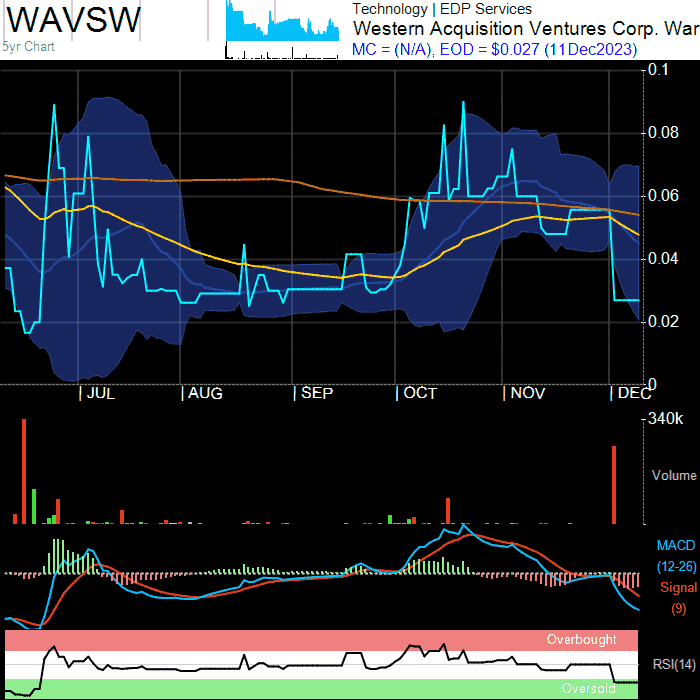 WAVSW
5yr Chart
Technology | EDP Services
Western Acquisition Ventures Corp. War
MC = (N/A), EOD = $0.027 (11Dec2023)
0.1
0.08
0.06
0.04
0.02
0
JUL AUG SEP OCT NOV DEC
340k
Volume
MACD
(12-26)
Signal
(9)
Overbought
RSI(14)
Oversold